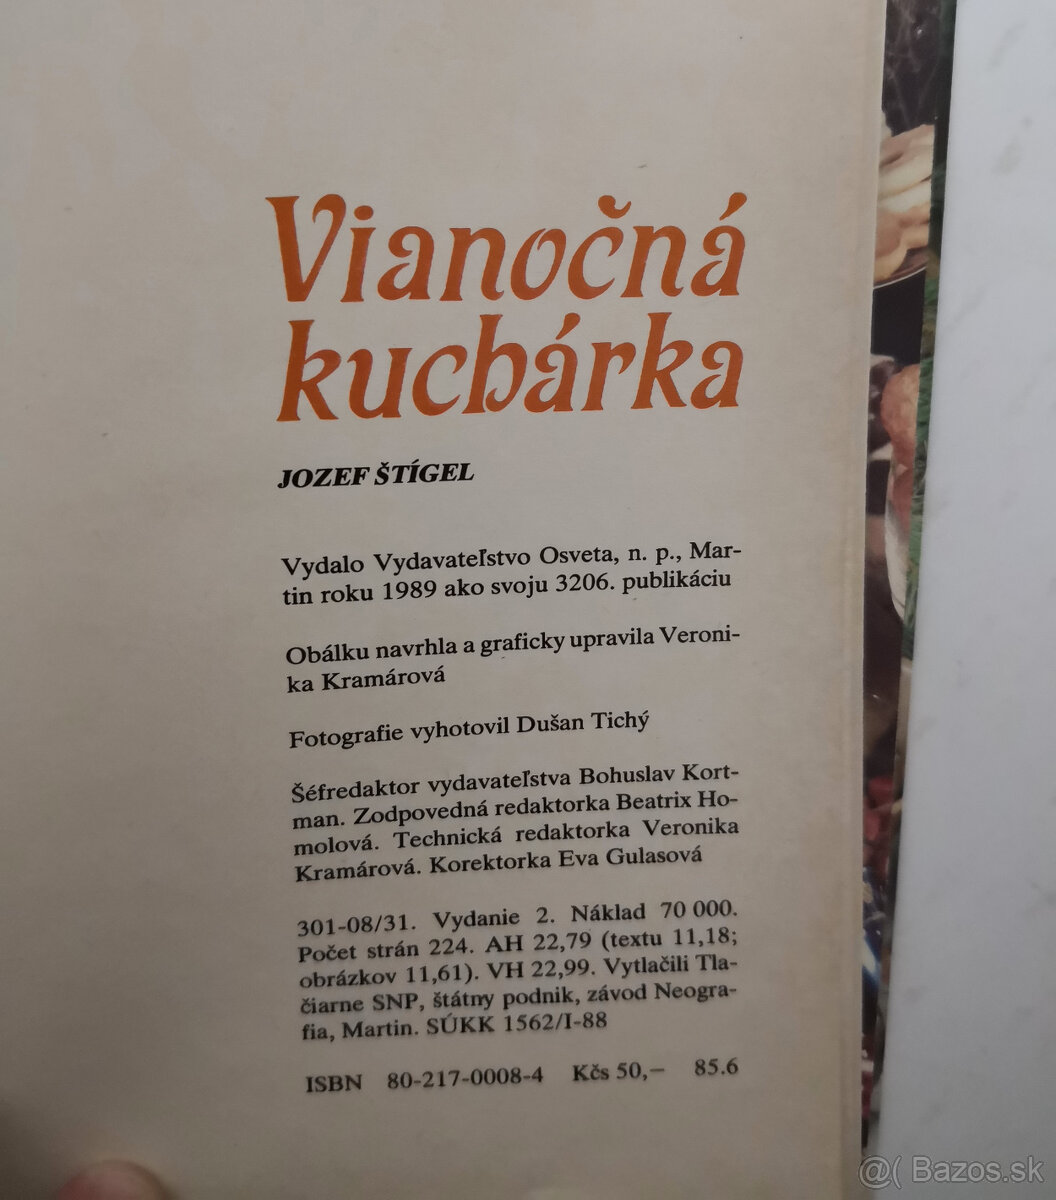 Vianočná
kuchárka
JOZEF ŠTÍGEL
Vydalo Vydavateľstvo Osveta, n. p., Mar-
tin roku 1989 ako svoju 3206. publikáciu
Obálku navrhla a graficky upravila Veroni-
ka Kramárová
Fotografie vyhotovil Dušan Tichý
Šéfredaktor vydavateľstva Bohuslav Kort-
man. Zodpovedná redaktorka Beatrix Ho-
molová. Technická redaktorka Veronika
Kramárová. Korektorka Eva Gulasová
301-08/31. Vydanie 2. Náklad 70 000.
Počet strán 224. AH 22,79 (textu 11,18;
obrázkov 11,61). VH 22,99. Vytlačili Tla-
čiarne SNP, štátny podnik, závod Neogra-
fia, Martin. SÚKK 1562/I-88
ISBN 80-217-0008-4 Kčs 50,— 85.6
@( Bazos.sk